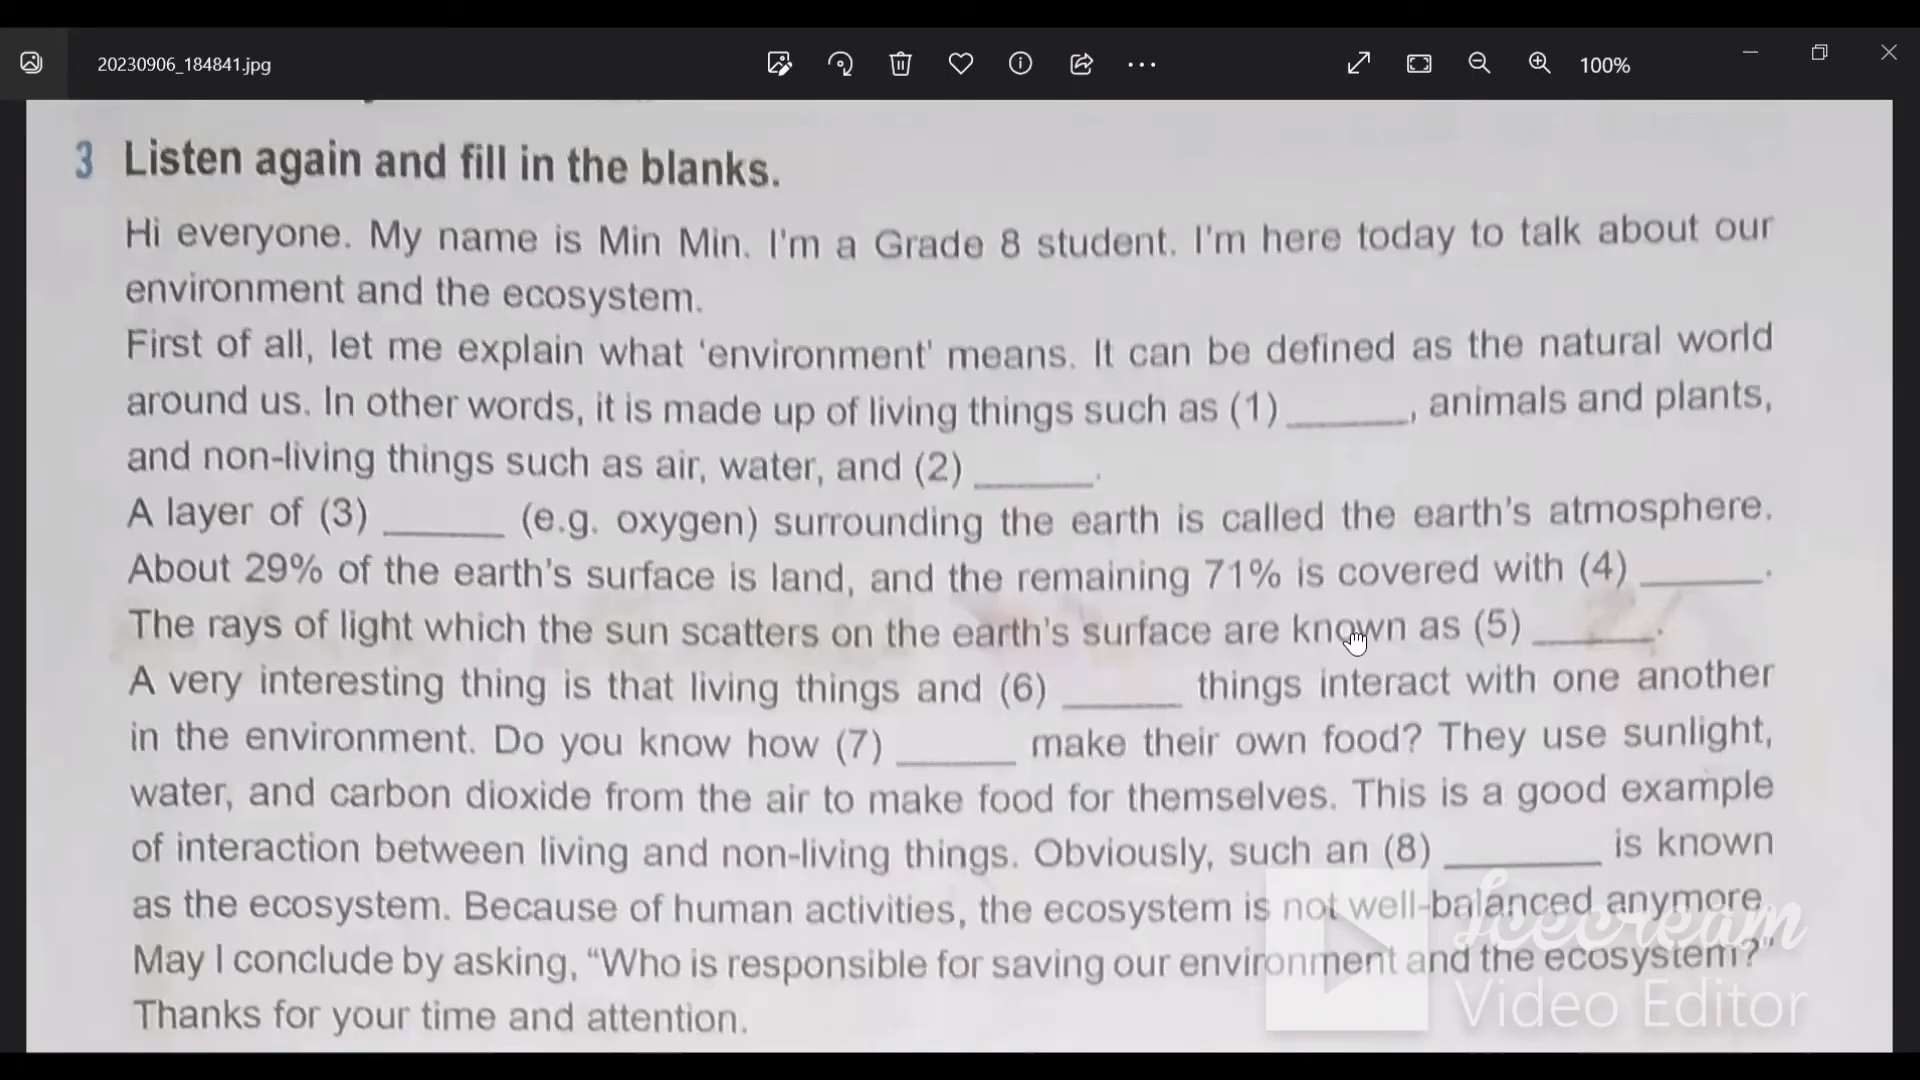 20230906_184841.jpg
100%
3 Listen again and fill in the blanks.
Hi everyone. My name is Min Min. I'm a Grade 8 student. I'm here today to talk about our
environment and the ecosystem.
First of all, let me explain what 'environment' means. It can be defined as the natural world
around us. In other words, it is made up of living things such as (1) ______, animals and plants,
and non-living things such as air, water, and (2) ______.
A layer of (3) ______ (e.g. oxygen) surrounding the earth is called the earth's atmosphere.
About 29% of the earth's surface is land, and the remaining 71% is covered with (4) ______.
The rays of light which the sun scatters on the earth's surface are known as (5) ______.
A very interesting thing is that living things and (6) ______ things interact with one another
in the environment. Do you know how (7) ______ make their own food? They use sunlight,
water, and carbon dioxide from the air to make food for themselves. This is a good example
of interaction between living and non-living things. Obviously, such an (8) ________ is known
as the ecosystem. Because of human activities, the ecosystem is not well-balanced anymore.
May I conclude by asking, “Who is responsible for saving our environment and the ecosystem?”
Thanks for your time and attention.
Icecream
Video Editor